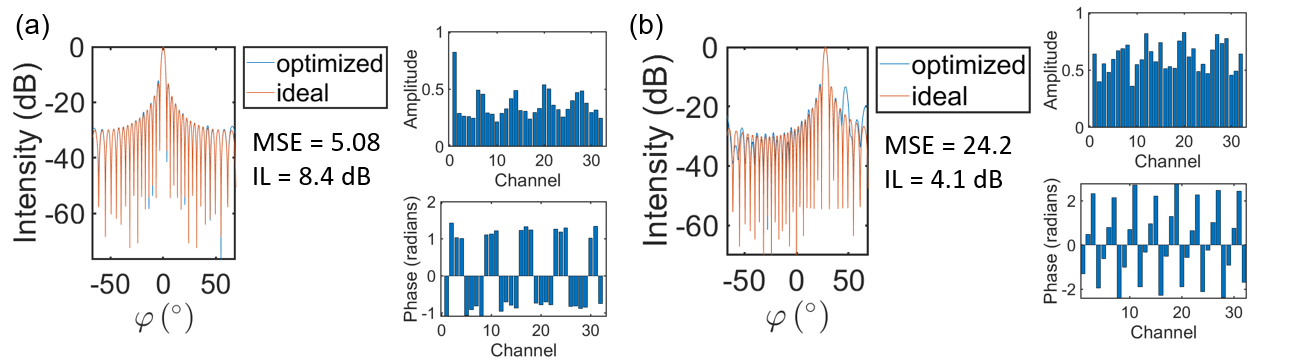 (a)
Intensity (dB)
0
-20
-40
-60
-50
0
50
φ (°)
optimized
ideal
MSE = 5.08
IL = 8.4 dB
Amplitude
1
0.5
0
0
10
20
30
Channel
Phase (radians)
2
1
0
-1
0
10
20
30
Channel
(b)
Intensity (dB)
0
-20
-40
-60
-50
0
50
φ (°)
optimized
ideal
MSE = 24.2
IL = 4.1 dB
Amplitude
1
0.5
0
0
10
20
30
Channel
Phase (radians)
2
0
-2
10
20
30
Channel